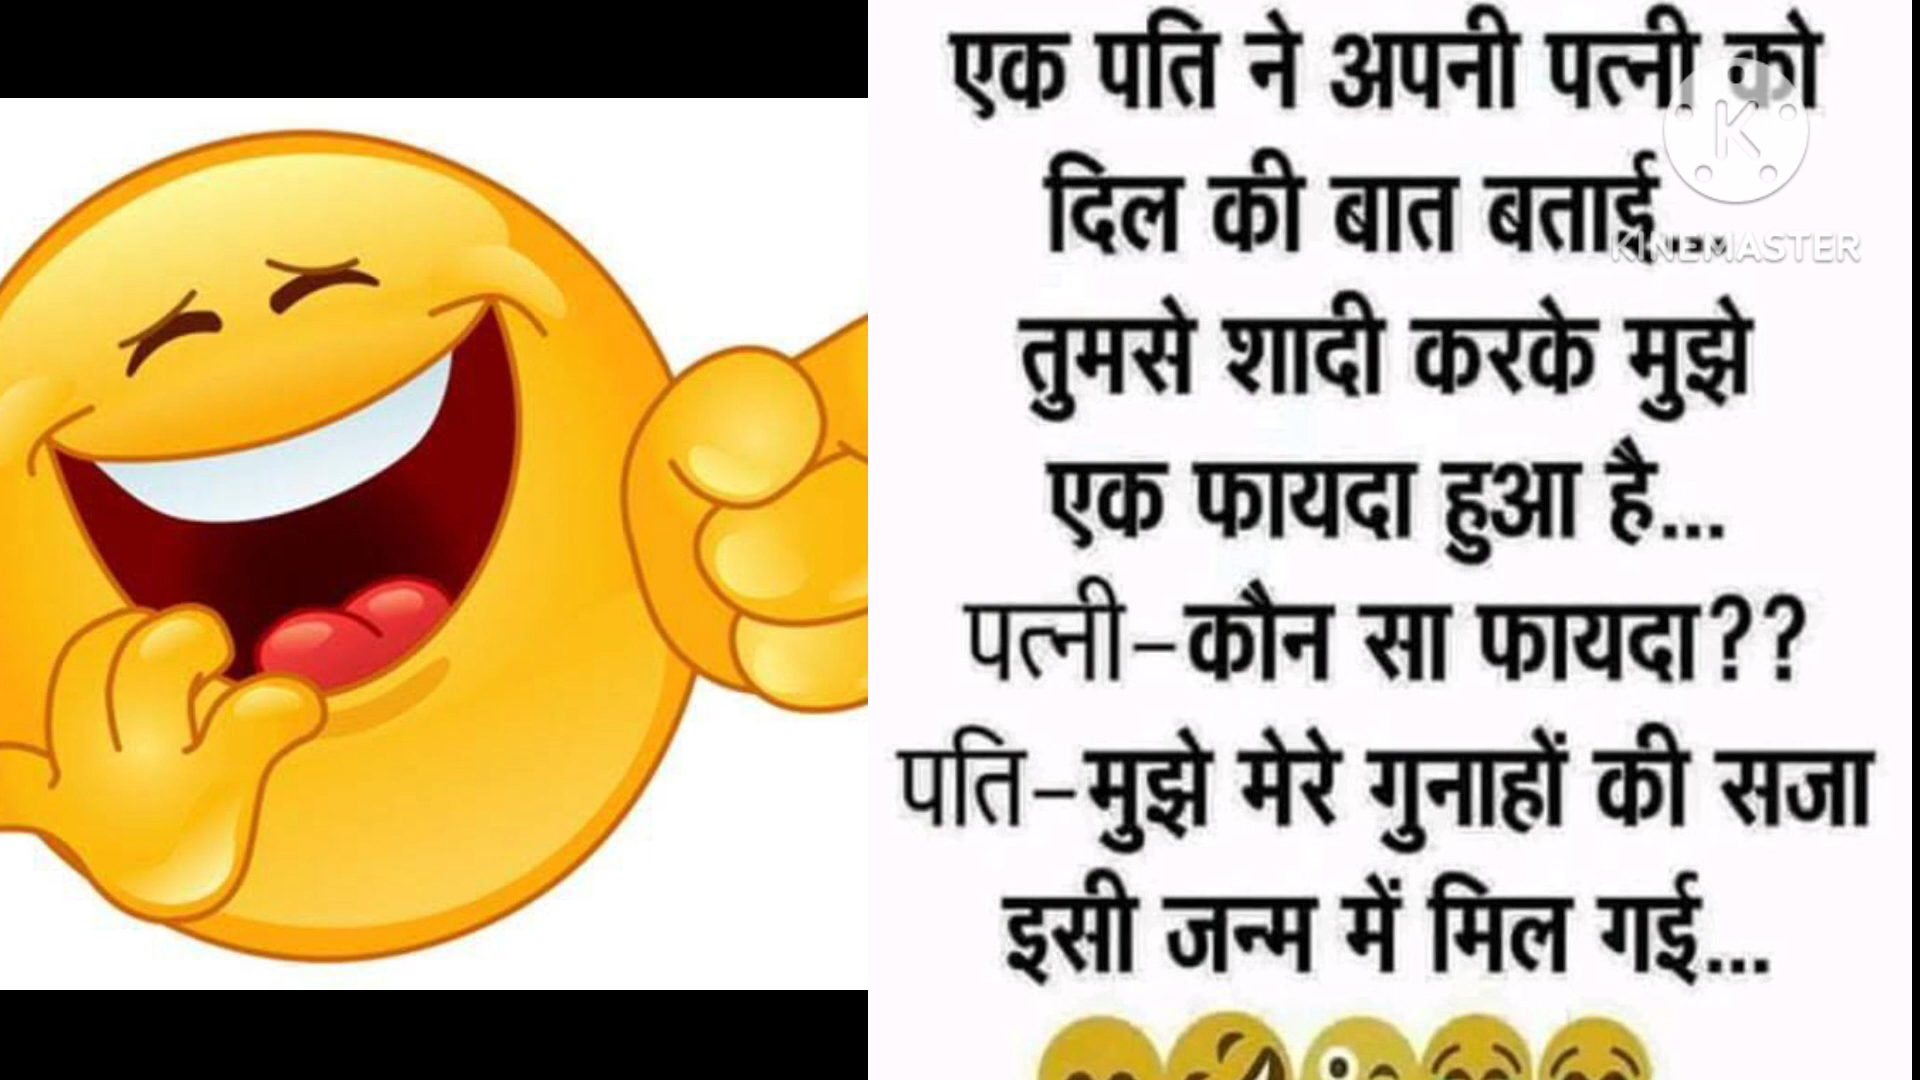 एक पति ने अपनी पत्नी को
दिल की बात बताई...
तुमसे शादी करके मुझे
एक फायदा हुआ है...
पत्नी–कौन सा फायदा??
पति–मुझे मेरे गुनाहों की सजा
इसी जन्म में मिल गई...
K
KINEMASTER